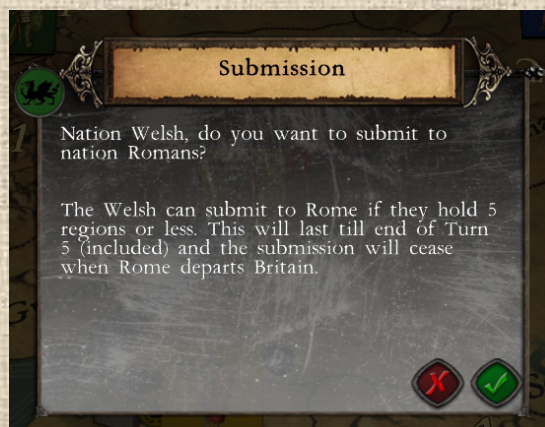 Submission
Nation Welsh, do you want to submit to
nation Romans?
The Welsh can submit to Rome if they hold 5
regions or less. This will last till end of Turn
5 (included) and the submission will cease
when Rome departs Britain.